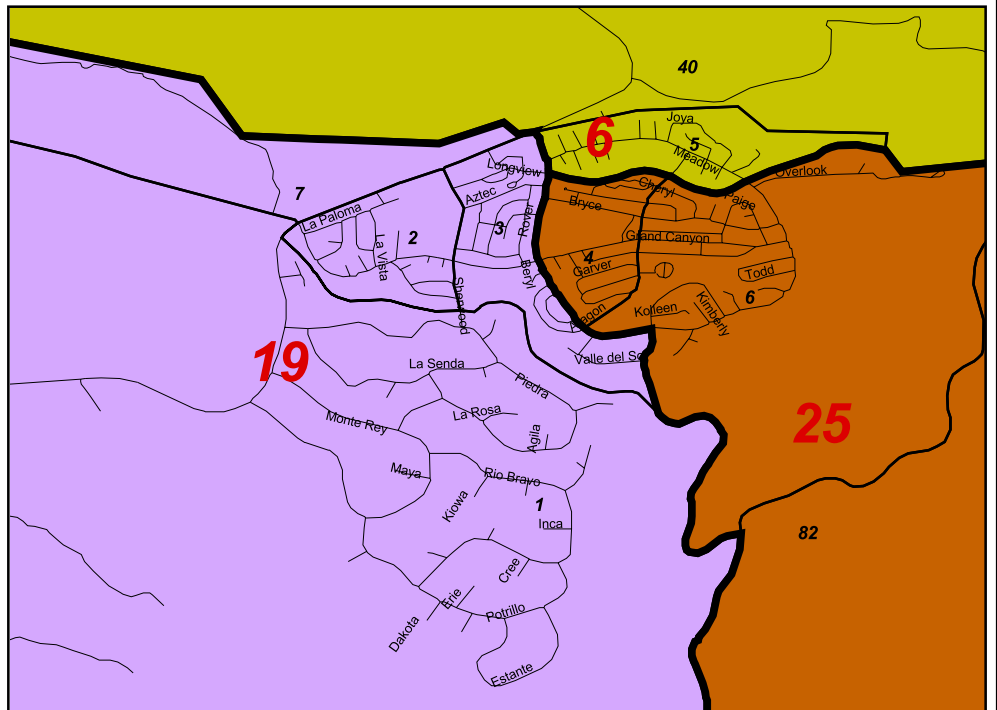 40
6
Joya
5
Meadow
Overlook
Longview
7
Aztec
Cheryl
Paige
Bryce
La Paloma
2
3
Rover
Grand Canyon
La Vista
4
Garver
Todd
Beryl
6
Sherwood
Kolleen
Kimberly
Aragon
19
Valle del Sol
La Senda
Piedra
La Rosa
Monte Rey
25
Agila
Maya
Rio Bravo
Kiowa
1
Inca
82
Cree
Erie
Potrillo
Dakota
Estante